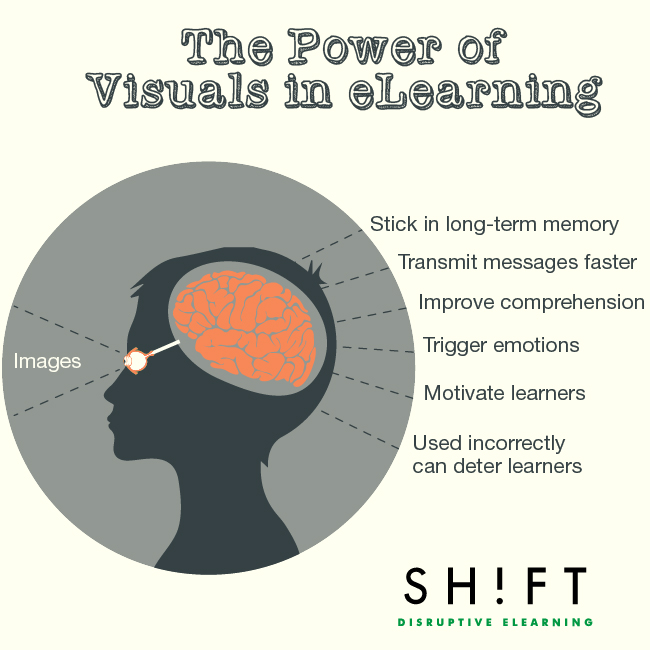 The Power of
Visuals in eLearning
Stick in long-term memory
Transmit messages faster
Improve comprehension
Trigger emotions
Images
Motivate learners
Used incorrectly
can deter learners
SH!FT
DISRUPTIVE ELEARNING